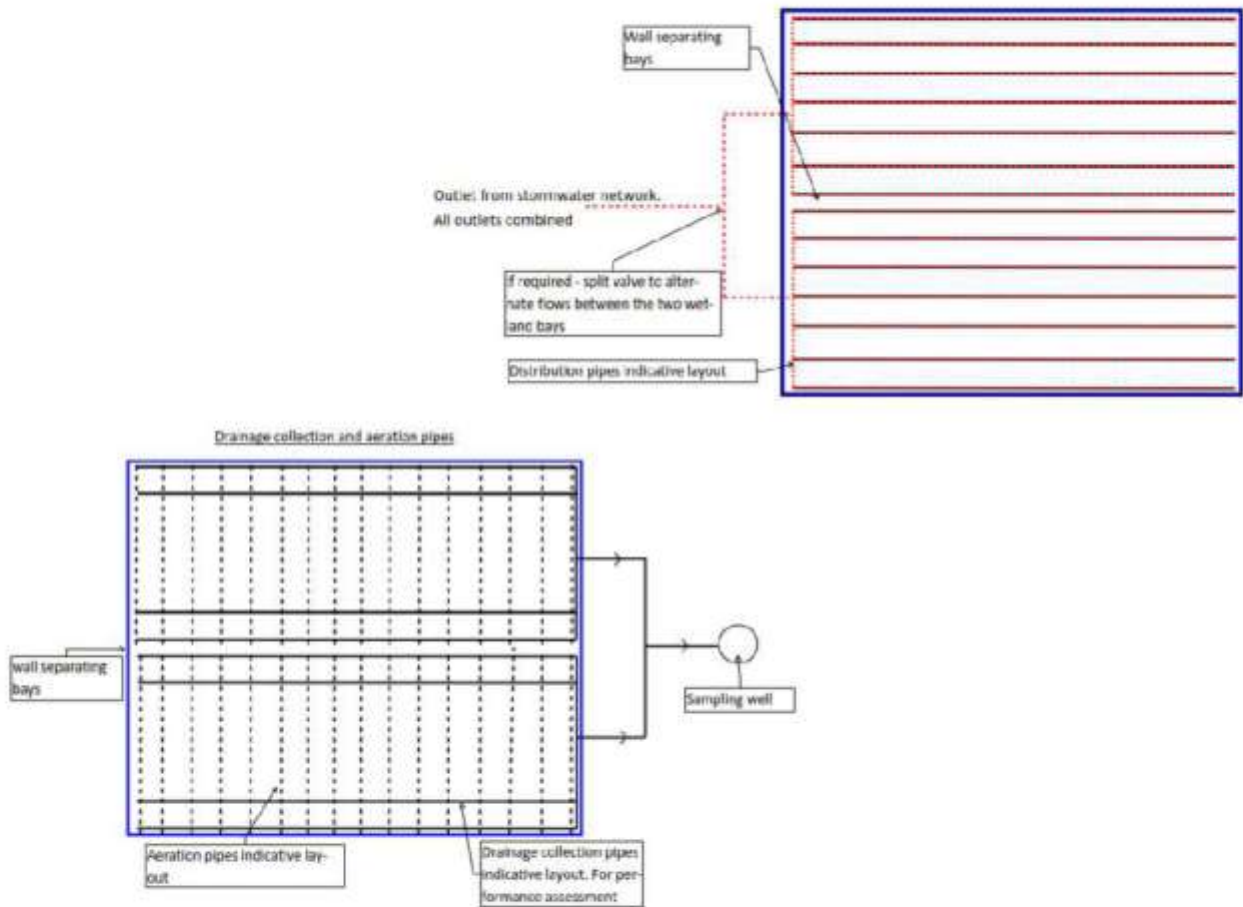 Wall separating
bays
Outlet from stormwater network.
All outlets combined
f required - split valve to alter-
nate flows between the two wet-
and bays
Distribution pipes indicative layout
Drainage collection and aeration pipes
wall separating
bays
Sampling well
Aeration pipes indicative lay-
out
Drainage collection pipes
indicative layout. For per-
formance assessment